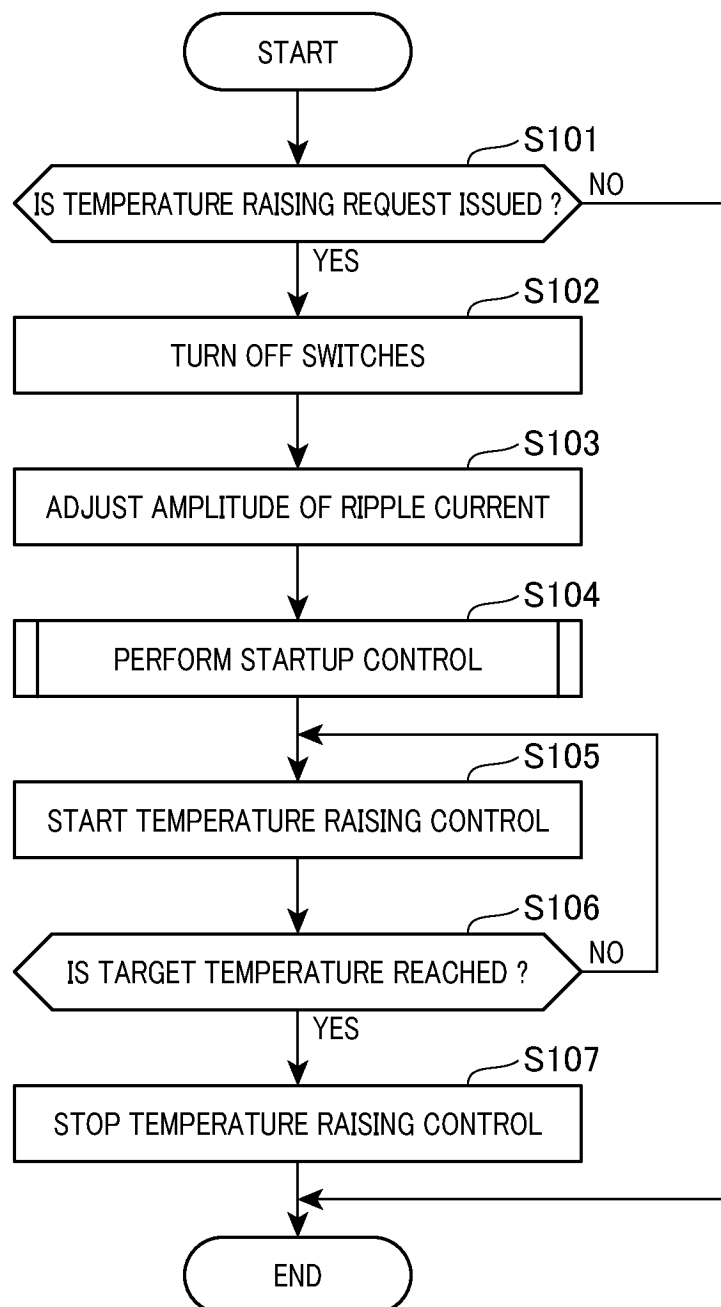 START
S101
IS TEMPERATURE RAISING REQUEST ISSUED ?
NO
YES
S102
TURN OFF SWITCHES
S103
ADJUST AMPLITUDE OF RIPPLE CURRENT
S104
PERFORM STARTUP CONTROL
S105
START TEMPERATURE RAISING CONTROL
S106
IS TARGET TEMPERATURE REACHED ?
NO
YES
S107
STOP TEMPERATURE RAISING CONTROL
END